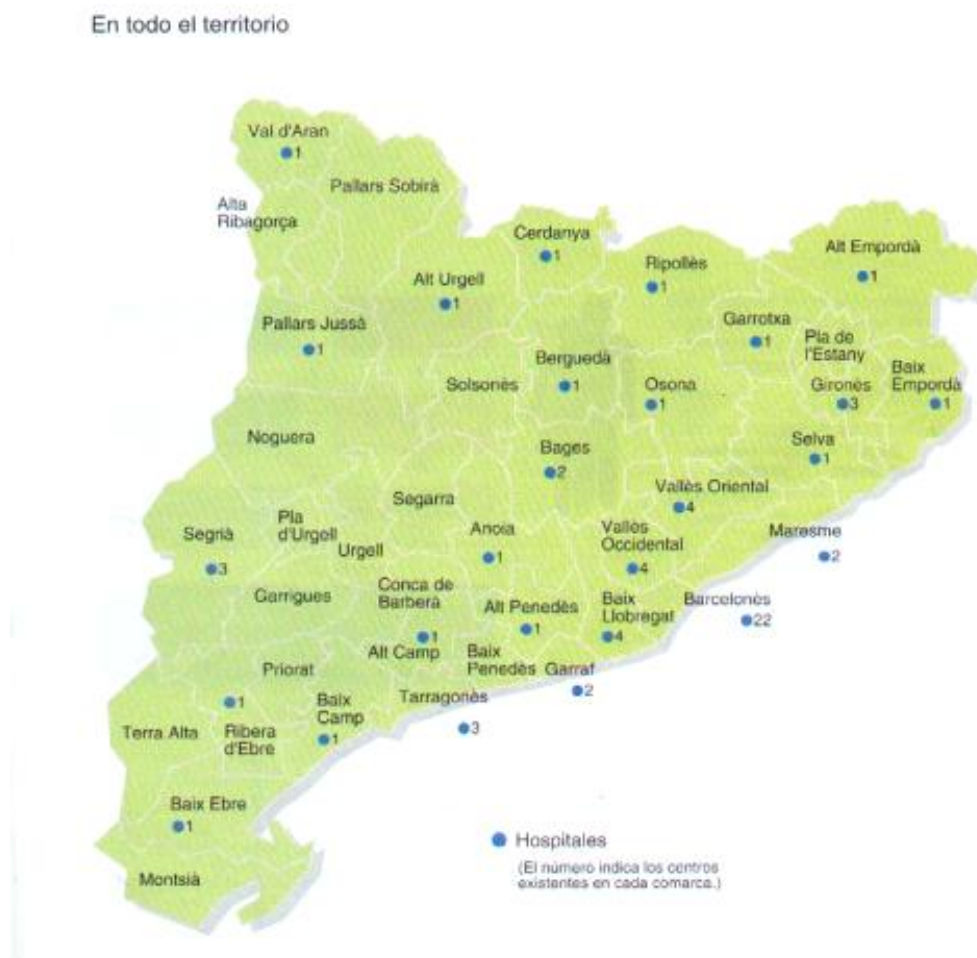 En todo el territorio
Val d'Aran
1
Pallars Sobirà
Alta
Ribagorça
Cerdanya
1
Alt Empordà
1
Ripollès
1
Alt Urgell
1
Pallars Jussà
1
Garrotxa
1
Pla de
l'Estany
Berguedà
1
Baix
Empordà
1
Solsonès
Osona
1
Gironès
3
Noguera
Bages
2
Selva
1
Segarra
Vallès Oriental
4
Segrià
3
Pla
d'Urgell
Urgell
Anoia
1
Vallès
Occidental
4
Maresme
2
Garrigues
Conca de
Barberà
1
Alt Penedès
1
Baix
Llobregat
4
Barcelonès
22
Alt Camp
Baix
Penedès
Garraf
2
Priorat
1
Baix
Camp
1
Tarragonès
3
Terra Alta
Ribera
d'Ebre
Baix Ebre
1
Montsià
Hospitales
(El número indica los centros
existentes en cada comarca.)